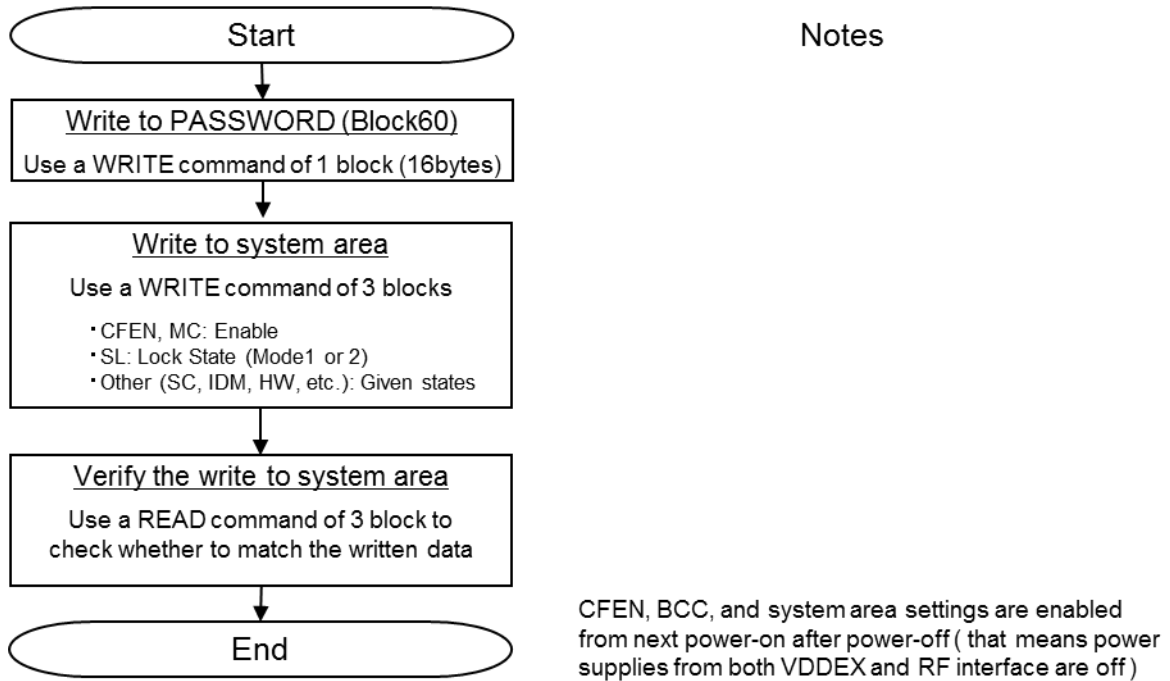 Start
Notes
Write to PASSWORD (Block60)
Use a WRITE command of 1 block (16bytes)
Write to system area
Use a WRITE command of 3 blocks
・CFEN, MC: Enable
・SL: Lock State (Mode1 or 2)
・Other (SC, IDM, HW, etc.): Given states
Verify the write to system area
Use a READ command of 3 block to
check whether to match the written data
End
CFEN, BCC, and system area settings are enabled
from next power-on after power-off ( that means power
supplies from both VDDEX and RF interface are off )